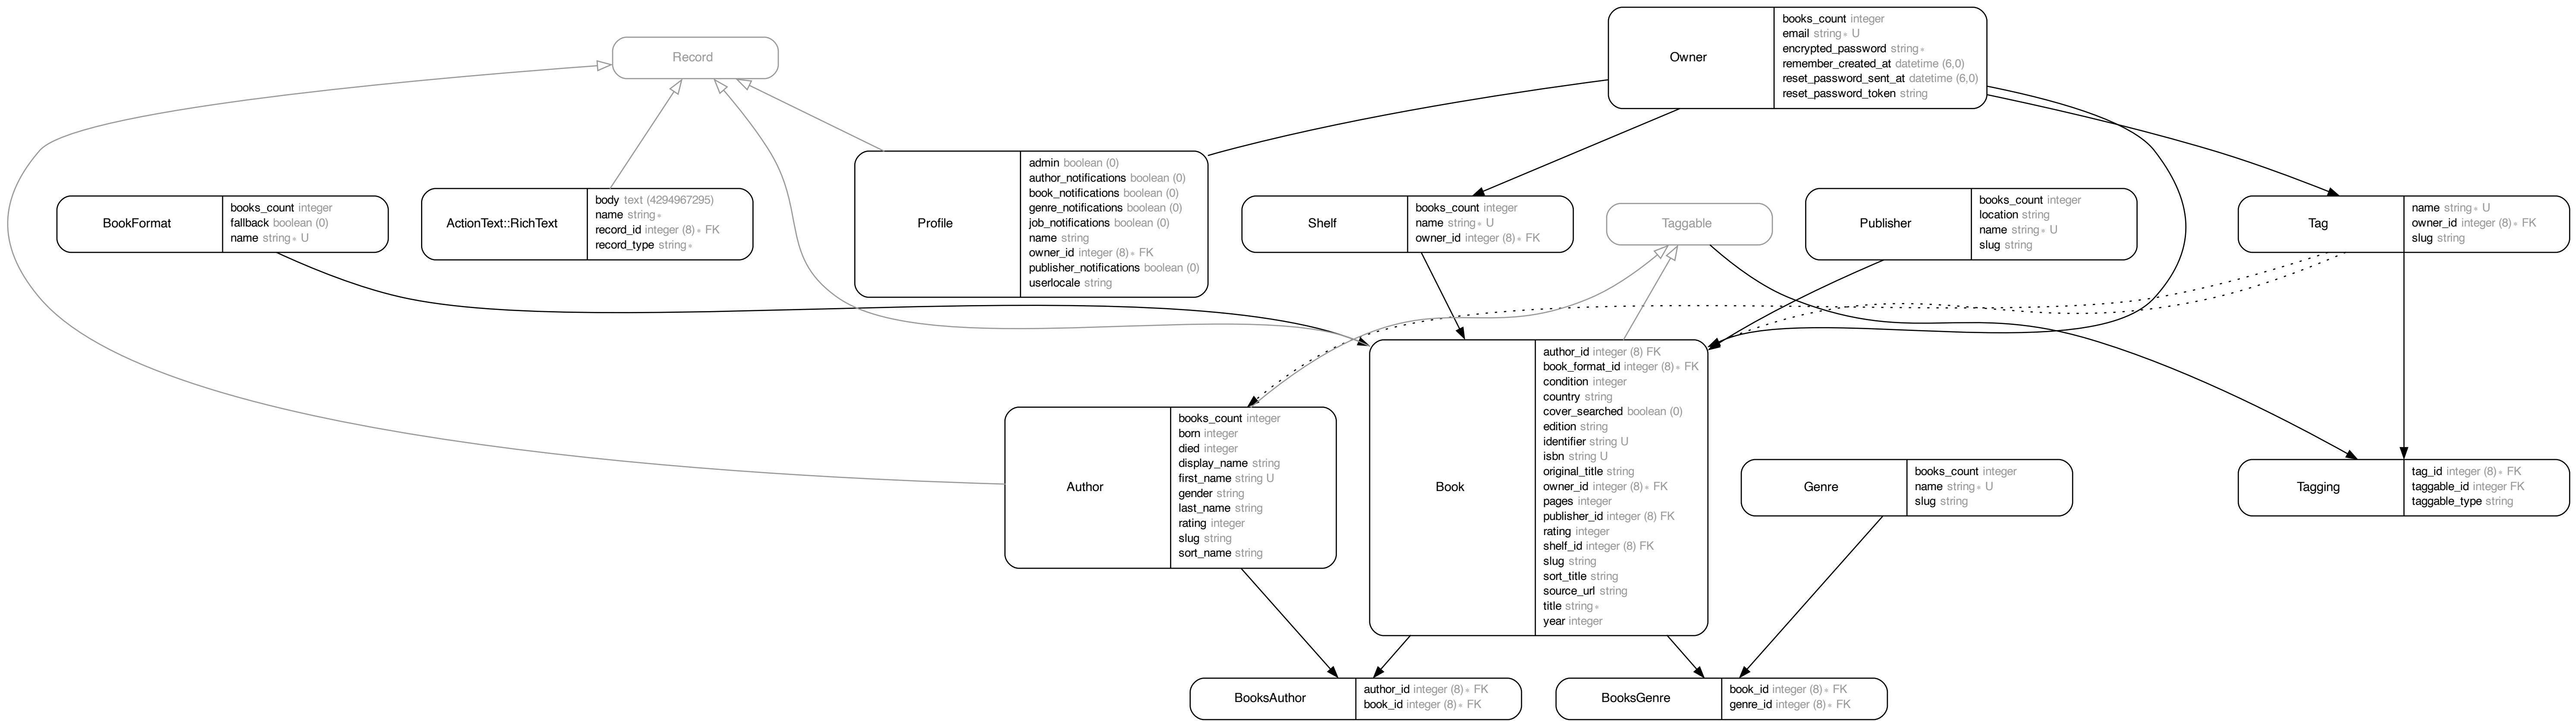 Record
Owner
books_count integer
email string∗ U
encrypted_password string∗
remember_created_at datetime (6,0)
reset_password_sent_at datetime (6,0)
reset_password_token string
BookFormat
books_count integer
fallback boolean (0)
name string∗ U
ActionText::RichText
body text (4294967295)
name string∗
record_id integer (8)∗ FK
record_type string∗
Profile
admin boolean (0)
author_notifications boolean (0)
book_notifications boolean (0)
genre_notifications boolean (0)
job_notifications boolean (0)
name string
owner_id integer (8)∗ FK
publisher_notifications boolean (0)
userlocale string
Shelf
books_count integer
name string∗ U
owner_id integer (8)∗ FK
Taggable
Publisher
books_count integer
location string
name string∗ U
slug string
Tag
name string∗ U
owner_id integer (8)∗ FK
slug string
Author
books_count integer
born integer
died integer
display_name string
first_name string U
gender string
last_name string
rating integer
slug string
sort_name string
Book
author_id integer (8) FK
book_format_id integer (8)∗ FK
condition integer
country string
cover_searched boolean (0)
edition string
identifier string U
isbn string U
original_title string
owner_id integer (8)∗ FK
pages integer
publisher_id integer (8) FK
rating integer
shelf_id integer (8) FK
slug string
sort_title string
source_url string
title string∗
year integer
Genre
books_count integer
name string∗ U
slug string
Tagging
tag_id integer (8)∗ FK
taggable_id integer FK
taggable_type string
BooksAuthor
author_id integer (8)∗ FK
book_id integer (8)∗ FK
BooksGenre
book_id integer (8)∗ FK
genre_id integer (8)∗ FK